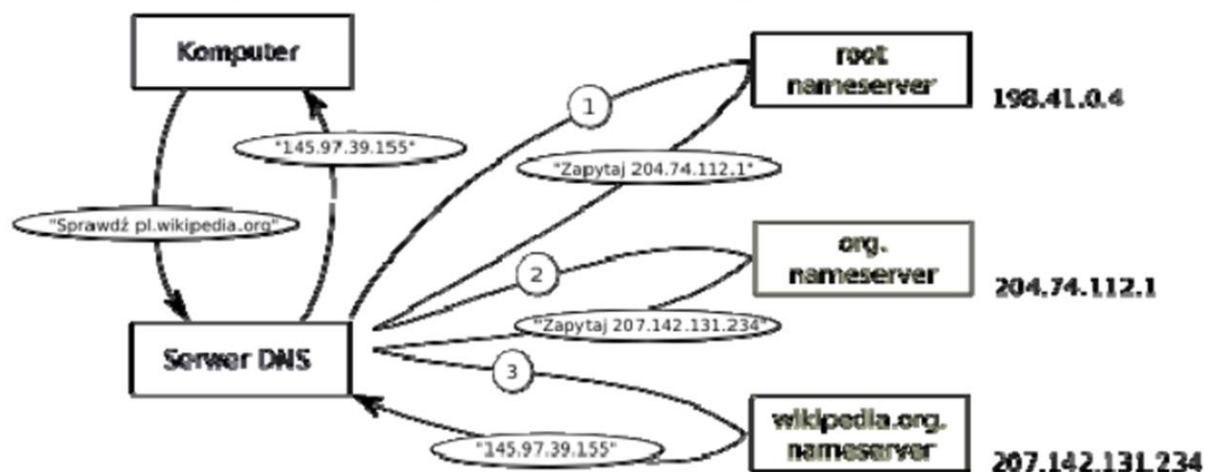 Komputer
"145.97.39.155"
"Sprawdź pl.wikipedia.org"
Serwer DNS
1
root
nameserver
198.41.0.4
"Zapytaj 204.74.112.1"
2
org.
nameserver
204.74.112.1
"Zapytaj 207.142.131.234"
3
wikipedia.org.
nameserver
207.142.131.234
"145.97.39.155"